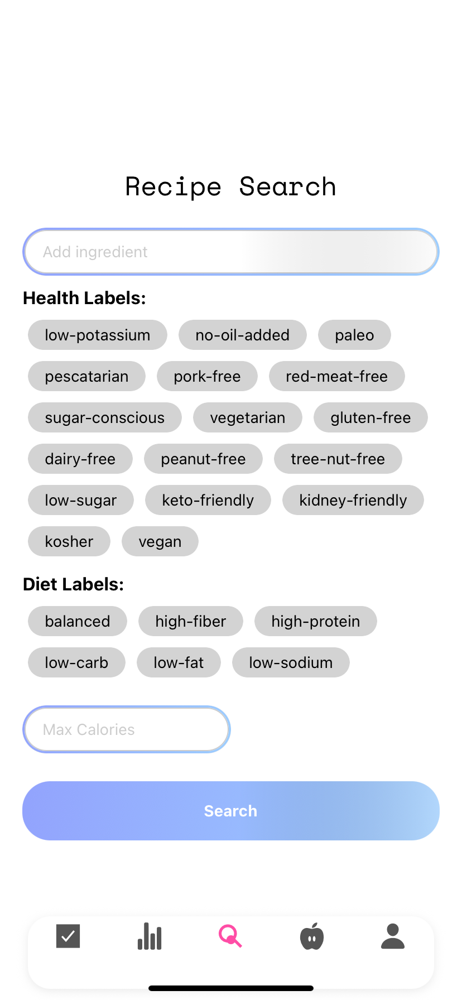 Recipe Search
Add ingredient
Health Labels:
low-potassium no-oil-added paleo
pescatarian pork-free red-meat-free
sugar-conscious vegetarian gluten-free
dairy-free peanut-free tree-nut-free
low-sugar keto-friendly kidney-friendly
kosher vegan
Diet Labels:
balanced high-fiber high-protein
low-carb low-fat low-sodium
Max Calories
Search